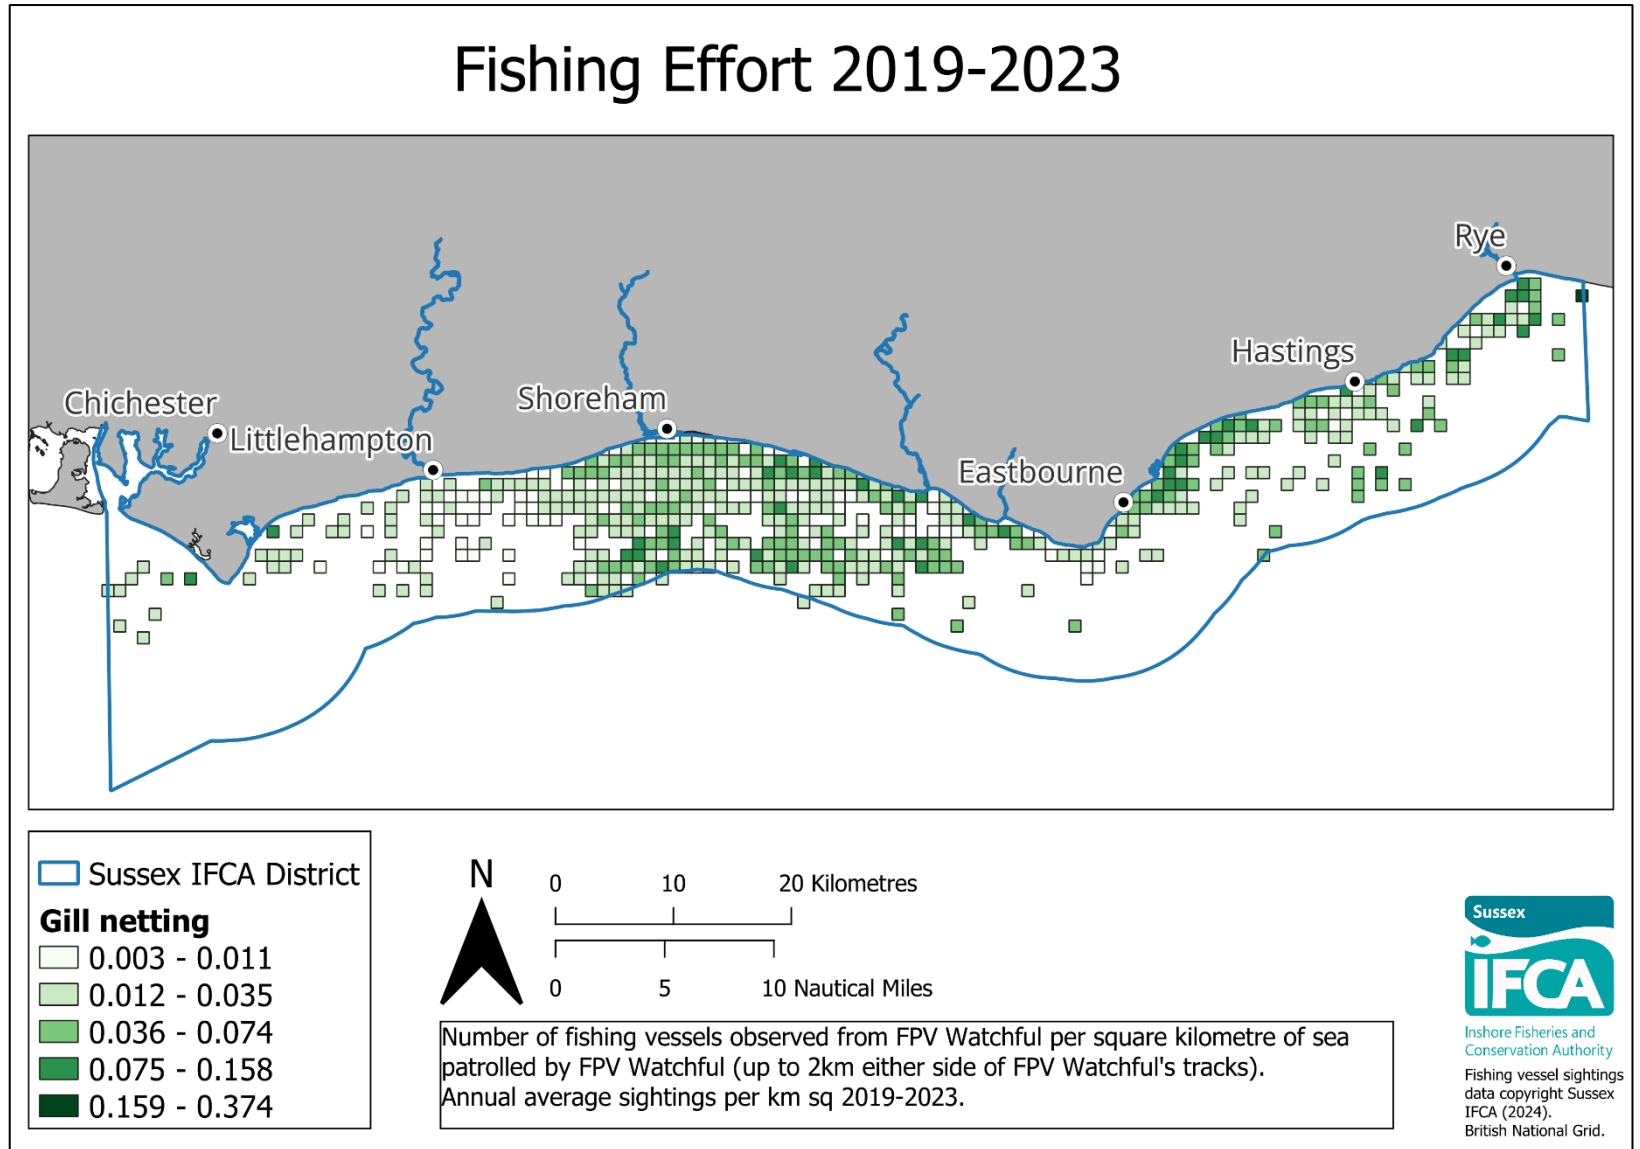 Fishing Effort 2019-2023
Rye
Hastings
Chichester
Shoreham
Littlehampton
Eastbourne
Sussex IFCA District
Gill netting
0.003 - 0.011
0.012 - 0.035
0.036 - 0.074
0.075 - 0.158
0.159 - 0.374
N
0 10 20 Kilometres
0 5 10 Nautical Miles
Number of fishing vessels observed from FPV Watchful per square kilometre of sea
patrolled by FPV Watchful (up to 2km either side of FPV Watchful's tracks).
Annual average sightings per km sq 2019-2023.
Sussex
IFCA
Inshore Fisheries and
Conservation Authority
Fishing vessel sightings
data copyright Sussex
IFCA (2024).
British National Grid.